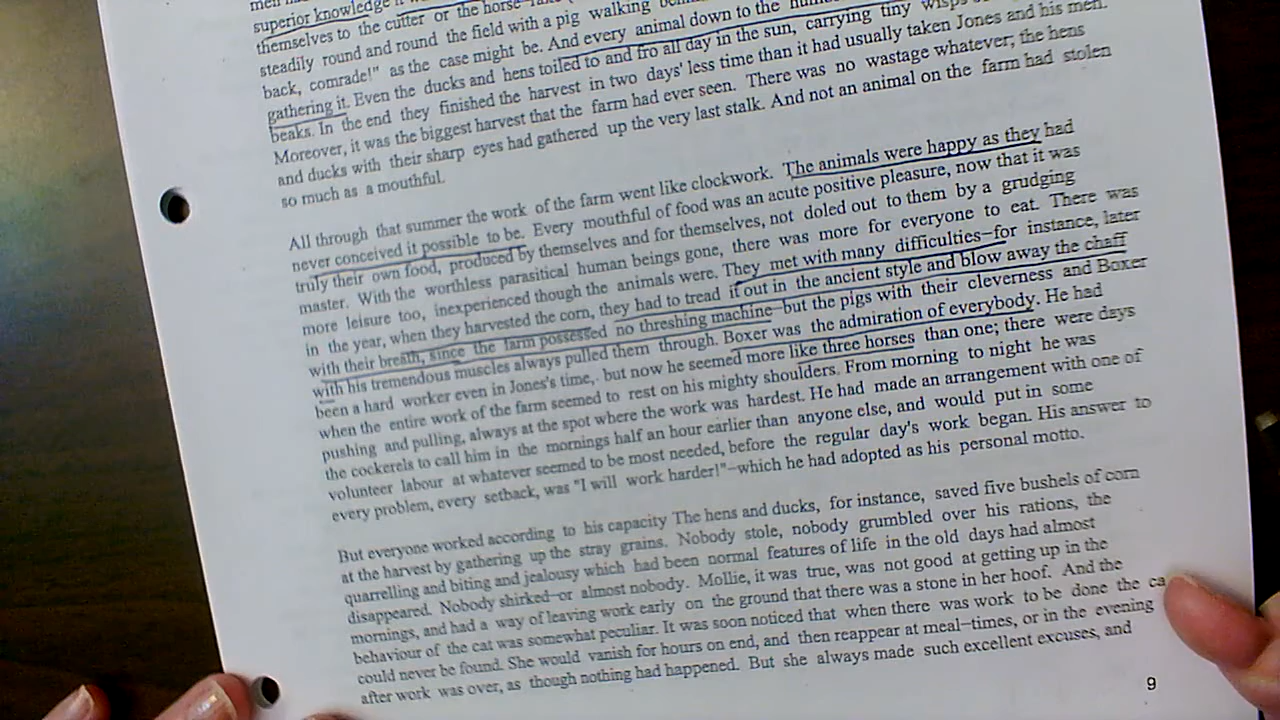 superior knowledge it
themselves to the cutter or the horse-
steadily round and round the field with a pig walking
back, comrade!" as the case might be. And every animal down to the
gathering it. Even the ducks and hens toiled to and fro all day in the sun, carrying tiny wisps
beaks. In the end they finished the harvest in two days' less time than it had usually taken Jones and his men.
Moreover, it was the biggest harvest that the farm had ever seen. There was no wastage whatever, the hens
and ducks with their sharp eyes had gathered up the very last stalk. And not an animal on the farm had stolen
so much as a mouthful.
All through that summer the work of the farm went like clockwork. The animals were happy as they had
never conceived it possible to be. Every mouthful of food was an acute positive pleasure, now that it was
truly their own food, produced by themselves and for themselves, not doled out to them by a grudging
master. With the worthless parasitical human beings gone, there was more for everyone to eat. There was
more leisure too, inexperienced though the animals were. They met with many difficulties—for instance, later
in the year, when they harvested the corn, they had to tread it out in the ancient style and blow away the chaff
with their breath, since the farm possessed no threshing machine—but the pigs with their cleverness and Boxer
with his tremendous muscles always pulled them through. Boxer was the admiration of everybody. He had
been a hard worker even in Jones's time, but now he seemed more like three horses than one; there were days
when the entire work of the farm seemed to rest on his mighty shoulders. From morning to night he was
pushing and pulling, always at the spot where the work was hardest. He had made an arrangement with one of
the cockerels to call him in the mornings half an hour earlier than anyone else, and would put in some
volunteer labour at whatever seemed to be most needed, before the regular day's work began. His answer to
every problem, every setback, was "I will work harder!"—which he had adopted as his personal motto.
But everyone worked according to his capacity The hens and ducks, for instance, saved five bushels of corn
at the harvest by gathering up the stray grains. Nobody stole, nobody grumbled over his rations, the
quarrelling and biting and jealousy which had been normal features of life in the old days had almost
disappeared. Nobody shirked—or almost nobody. Mollie, it was true, was not good at getting up in the
mornings, and had a way of leaving work early on the ground that there was a stone in her hoof. And the
behaviour of the cat was somewhat peculiar. It was soon noticed that when there was work to be done the ca
could never be found. She would vanish for hours on end, and then reappear at meal—times, or in the evening
after work was over, as though nothing had happened. But she always made such excellent excuses, and
9